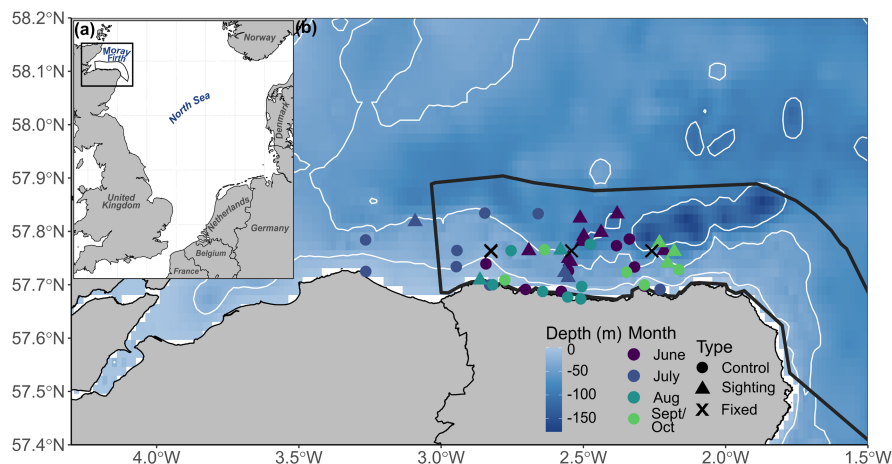 (a)
(b)
58.2°N
58.1°N
58.0°N
57.9°N
57.8°N
57.7°N
57.6°N
57.5°N
57.4°N
Norway
Moray
Firth
North Sea
Denmark
United
Kingdom
Netherlands
Germany
Belgium
France
Depth (m)
0
-50
-100
-150
Month
June
July
Aug
Sept/
Oct
Type
Control
Sighting
Fixed
4.0°W
3.5°W
3.0°W
2.5°W
2.0°W
1.5°W